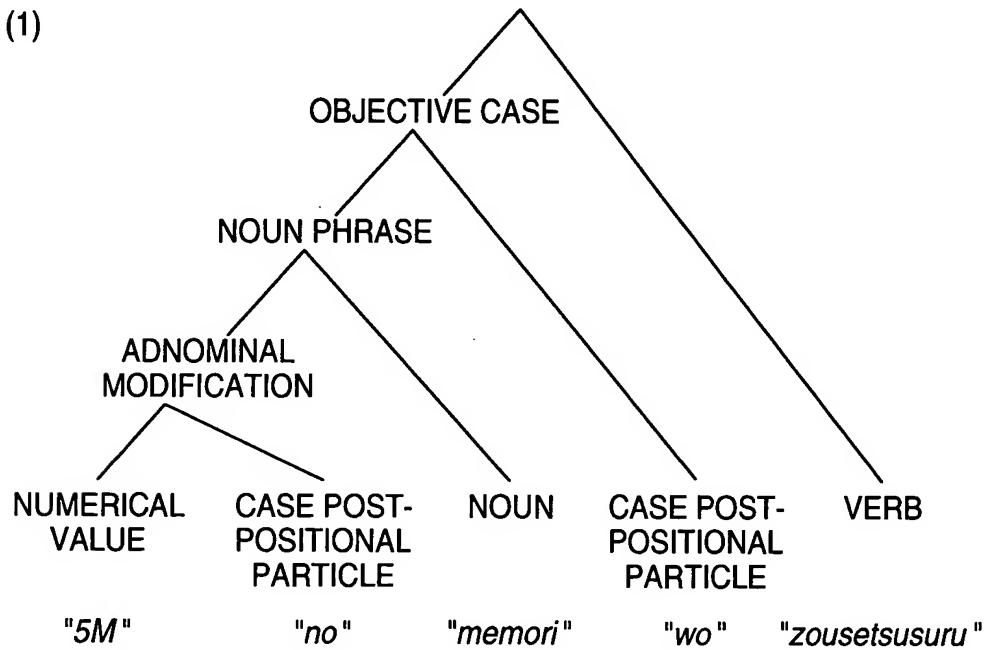 (1)
OBJECTIVE CASE
NOUN PHRASE
ADNOMINAL
MODIFICATION
NUMERICAL
VALUE
CASE POST-
POSITIONAL
PARTICLE
NOUN
CASE POST-
POSITIONAL
PARTICLE
VERB
"5M"
"no"
"memori"
"wo"
"zousetsusuru"